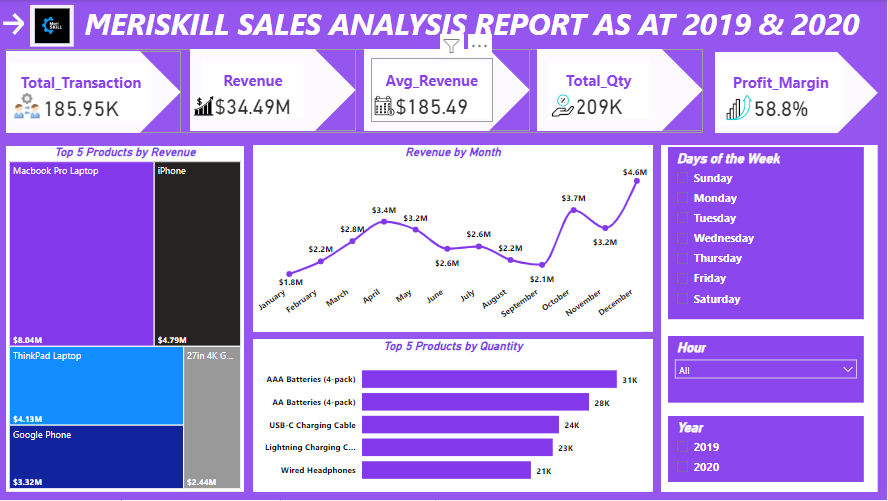 MERISKILL SALES ANALYSIS REPORT AS AT 2019 & 2020
Meri
SKILL
Total_Transaction
185.95K
Revenue
$34.49M
Avg_Revenue
$185.49
Total_Qty
209K
Profit_Margin
58.8%
Top 5 Products by Revenue
Macbook Pro Laptop
$8.04M
iPhone
$4.79M
ThinkPad Laptop
$4.13M
27in 4K G...
$2.44M
Google Phone
$3.32M
Revenue by Month
$1.8M
$2.2M
$2.8M
$3.4M
$3.2M
$2.6M
$2.6M
$2.2M
$2.1M
$3.7M
$3.2M
$4.6M
January
February
March
April
May
June
July
August
September
October
November
December
Top 5 Products by Quantity
AAA Batteries (4-pack) 31K
AA Batteries (4-pack) 28K
USB-C Charging Cable 24K
Lightning Charging C... 23K
Wired Headphones 21K
Days of the Week
Sunday
Monday
Tuesday
Wednesday
Thursday
Friday
Saturday
Hour
All
Year
2019
2020